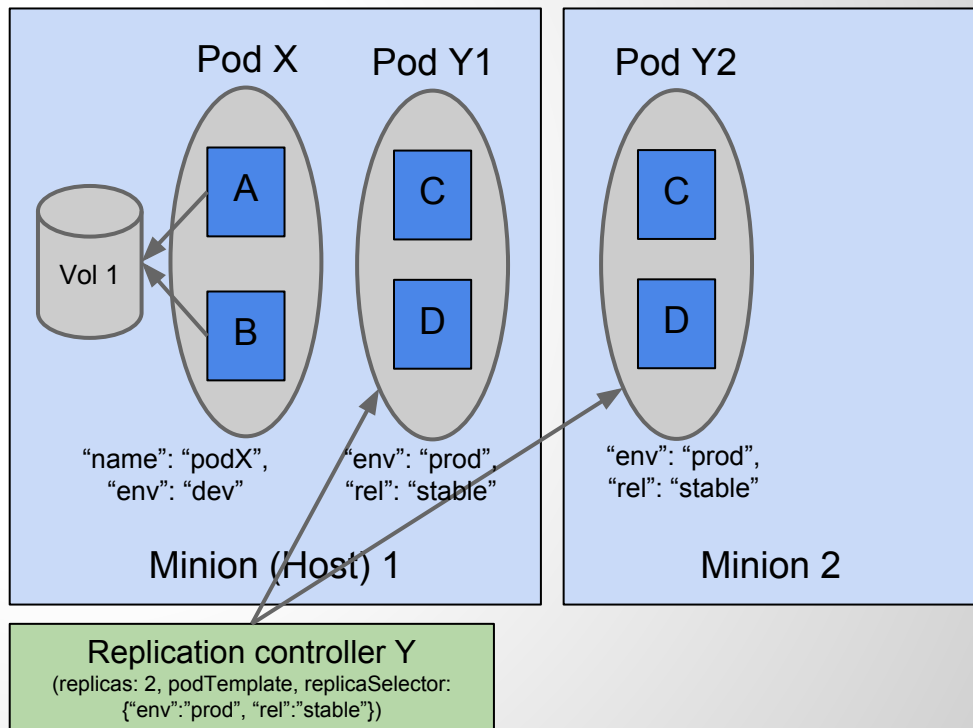 Pod X
Pod Y1
Pod Y2
A
C
C
Vol 1
B
D
D
“name”: “podX”,
“env”: “dev”
“env”: “prod”,
“rel”: “stable”
“env”: “prod”,
“rel”: “stable”
Minion (Host) 1
Minion 2
Replication controller Y
(replicas: 2, podTemplate, replicaSelector:
{“env”:”prod”, “rel”:”stable”})